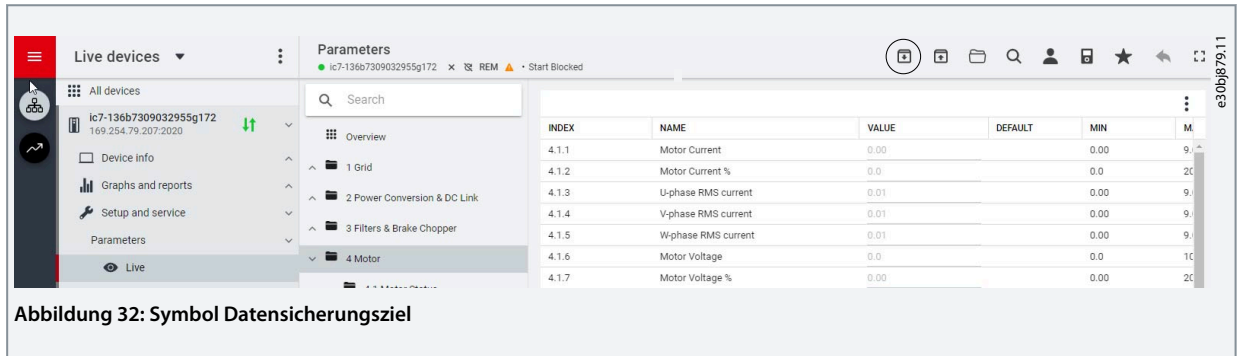 Live devices
Parameters
ic7-136b7309032955g172 x REM • Start Blocked
All devices
ic7-136b7309032955g172
169.254.79.207:2020
Device info
Graphs and reports
Setup and service
Parameters
Live
Search
Overview
1 Grid
2 Power Conversion & DC Link
3 Filters & Brake Chopper
4 Motor
INDEX NAME VALUE DEFAULT MIN
4.1.1 Motor Current 0.00 0.00
4.1.2 Motor Current % 0.0 0.0
4.1.3 U-phase RMS current 0.01 0.00
4.1.4 V-phase RMS current 0.01 0.00
4.1.5 W-phase RMS current 0.01 0.00
4.1.6 Motor Voltage 0.0 0.0
4.1.7 Motor Voltage % 0.00 0.00
e30bj879.11
Abbildung 32: Symbol Datensicherungsziel